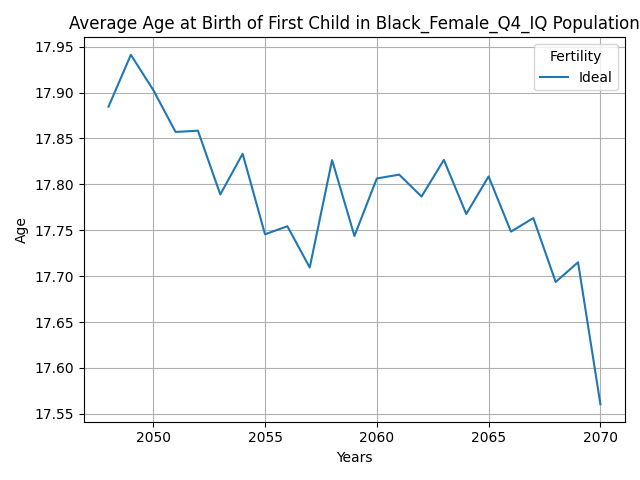 Average Age at Birth of First Child in Black_Female_Q4_IQ Population
17.95
17.90
17.85
17.80
17.75
17.70
17.65
17.60
17.55
Age
Fertility
Ideal
2050 2055 2060 2065 2070
Years